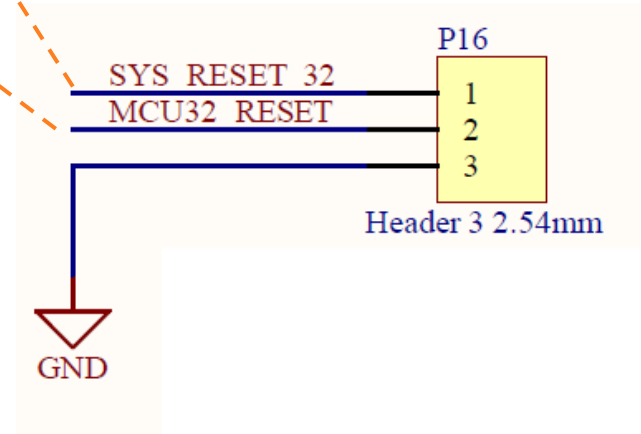 P16
SYS_RESET_32
1
MCU32_RESET
2
3
Header 3 2.54mm
GND